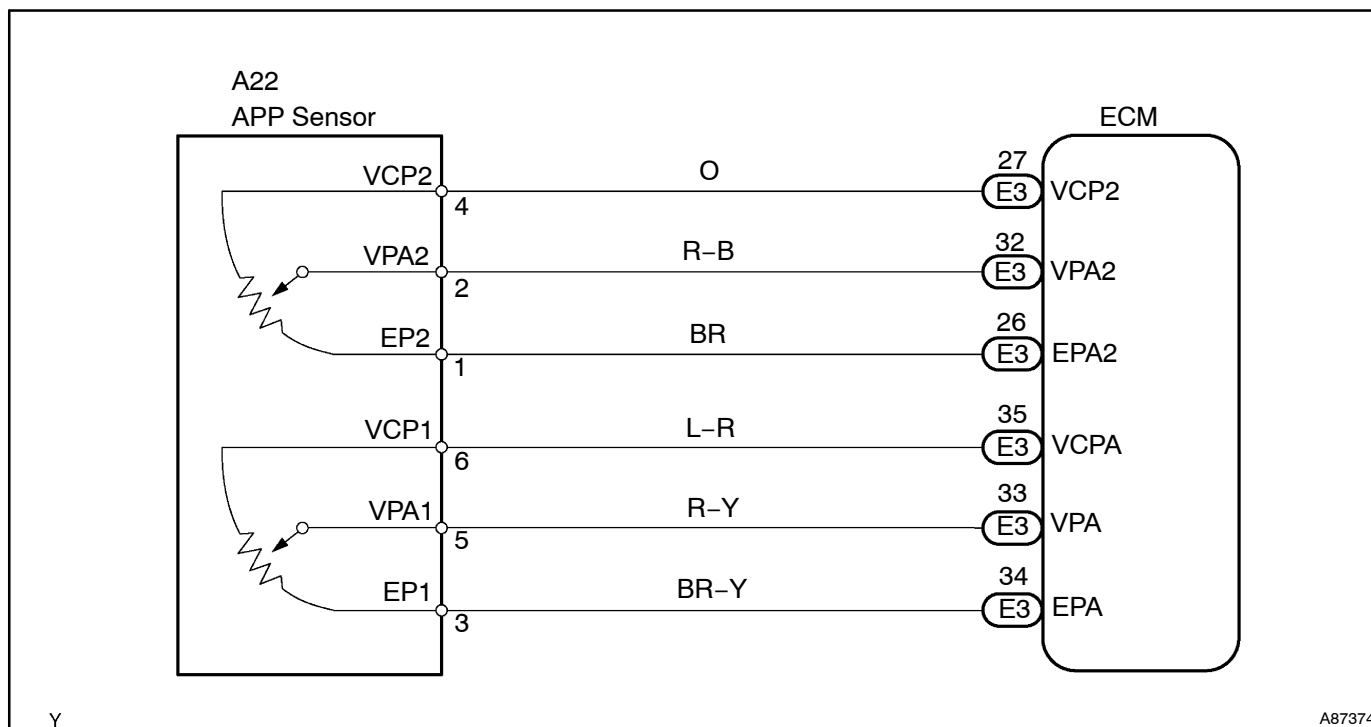 A22
APP Sensor
ECM
VCP2
4
O
27
E3
VCP2
VPA2
2
R–B
32
E3
VPA2
EP2
1
BR
26
E3
EPA2
VCP1
6
L–R
35
E3
VCPA
VPA1
5
R–Y
33
E3
VPA
EP1
3
BR–Y
34
E3
EPA
Y
A87374